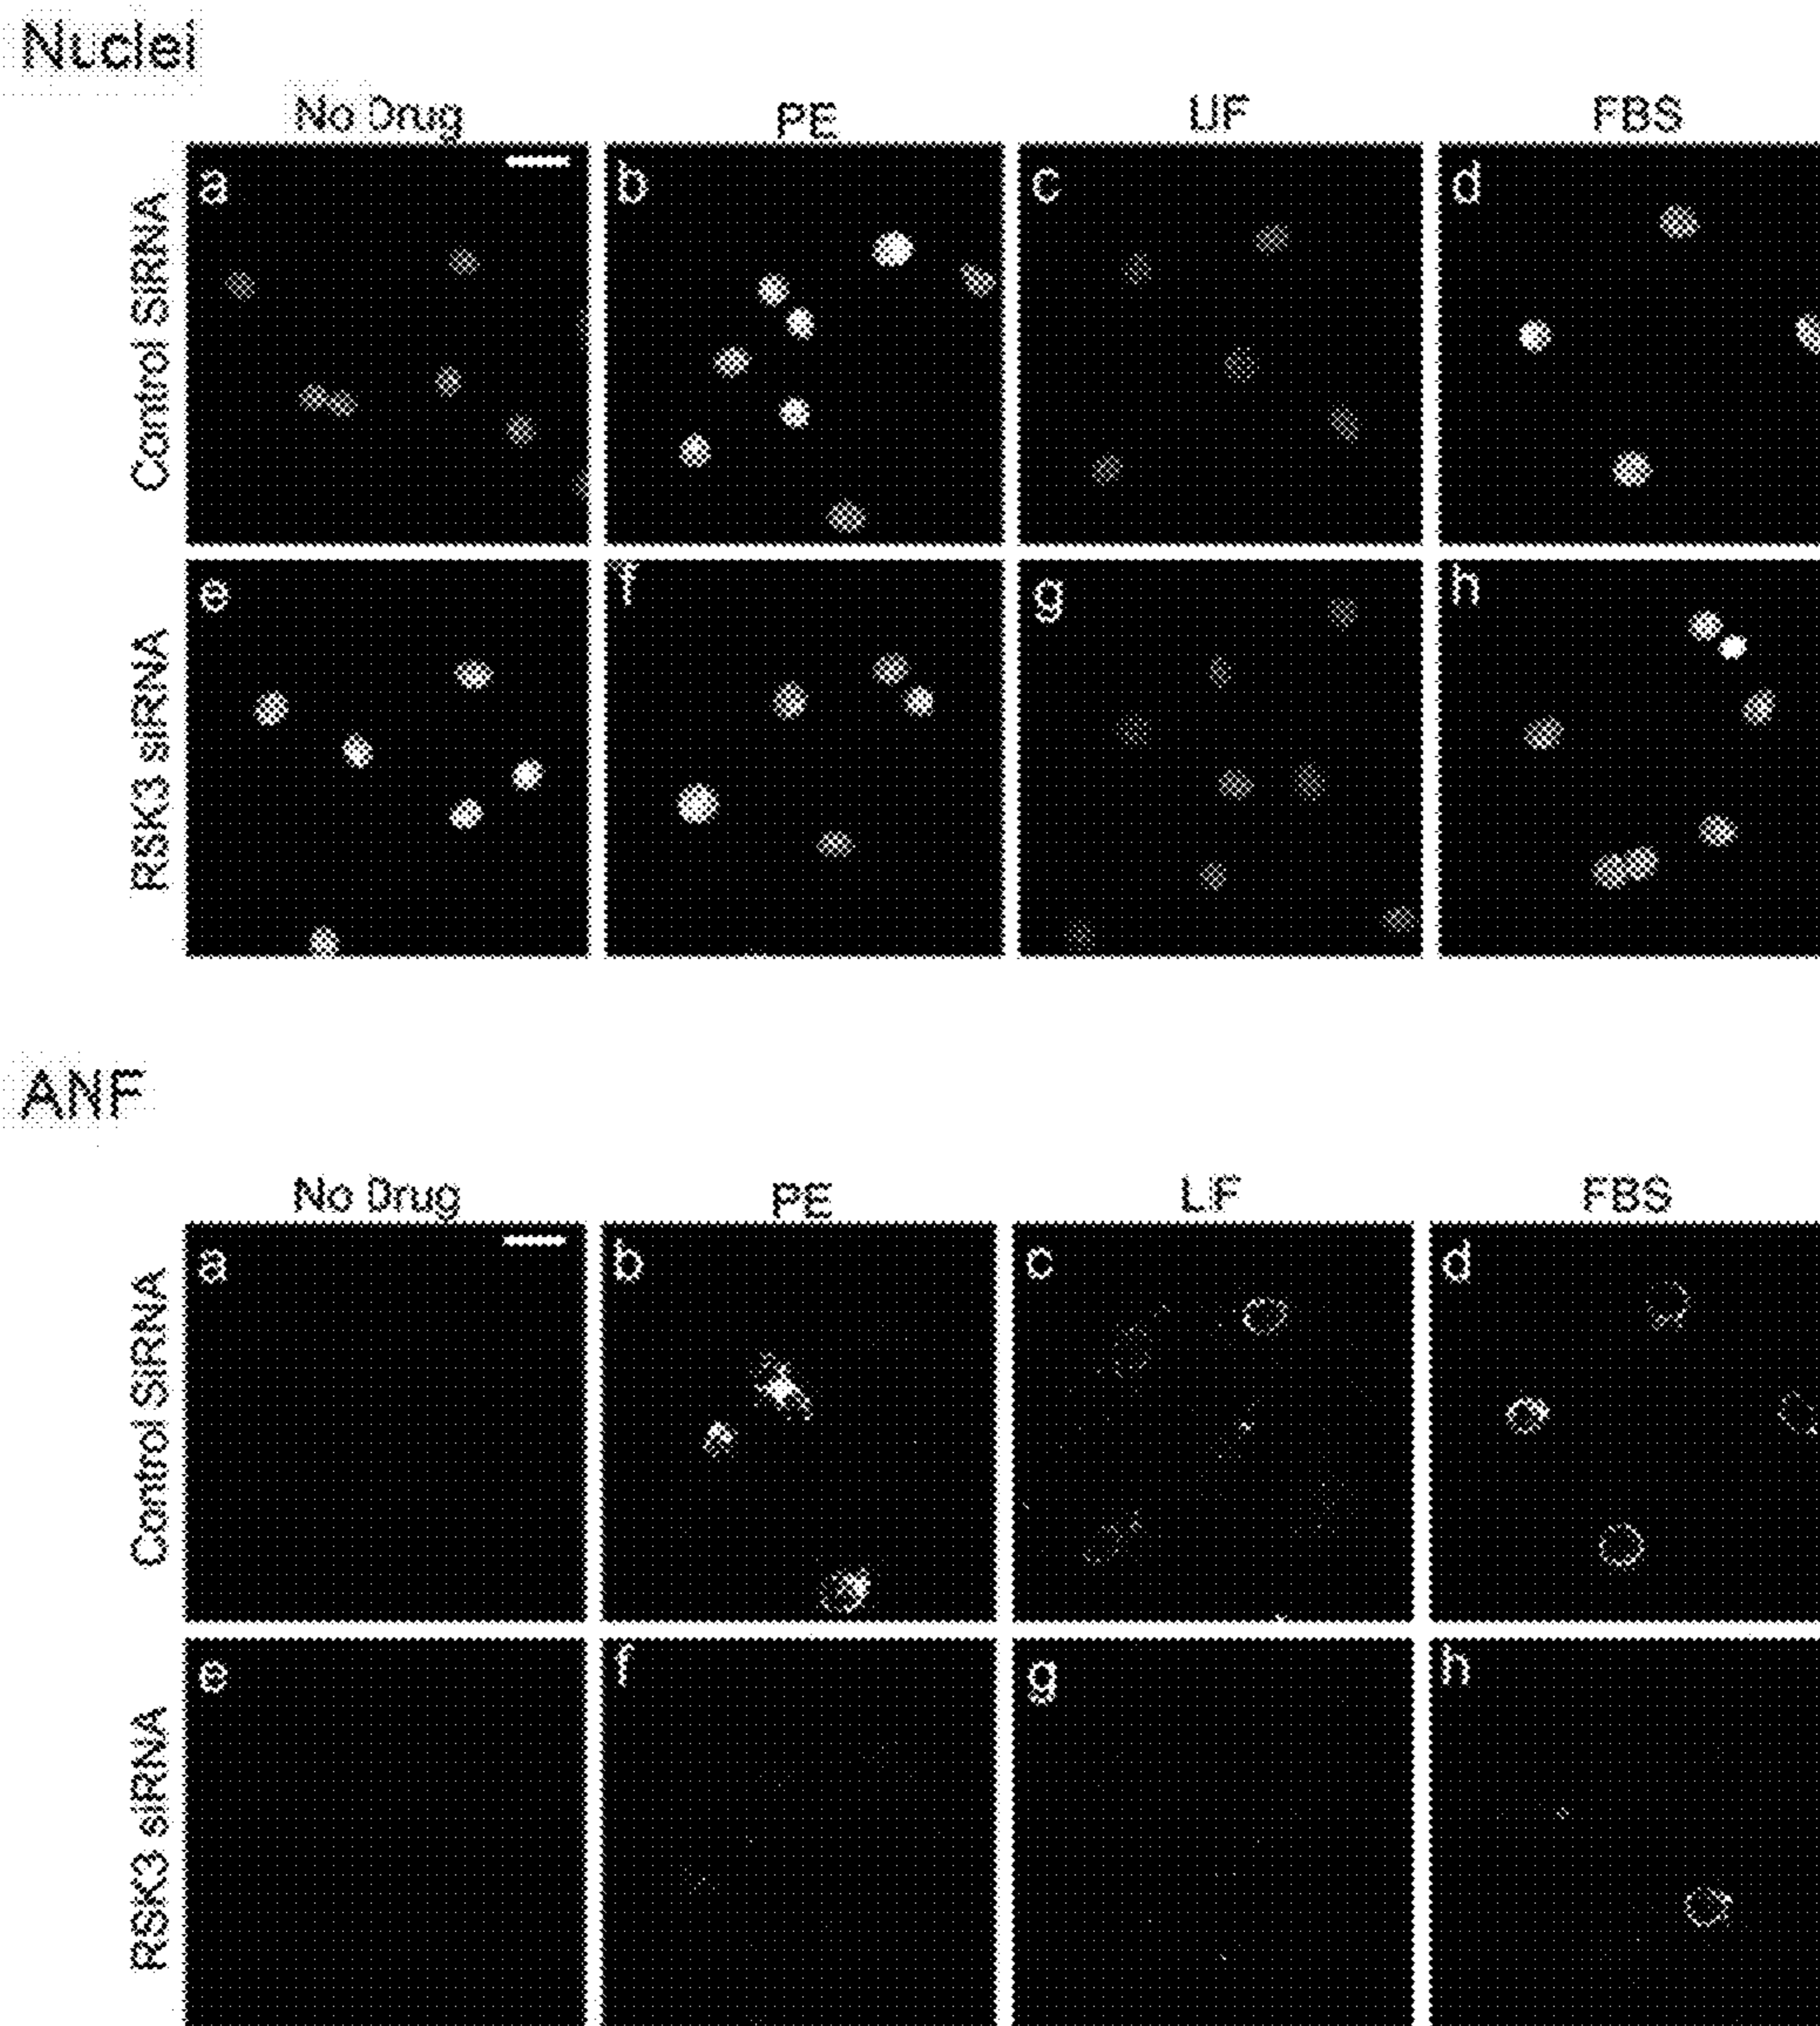 Nuclei
No Drug PE LIF FBS
Control SiRNA
a b c d
RSK3 siRNA
e f g h
ANF
No Drug PE LIF FBS
Control SiRNA
a b c d
RSK3 siRNA
e f g h